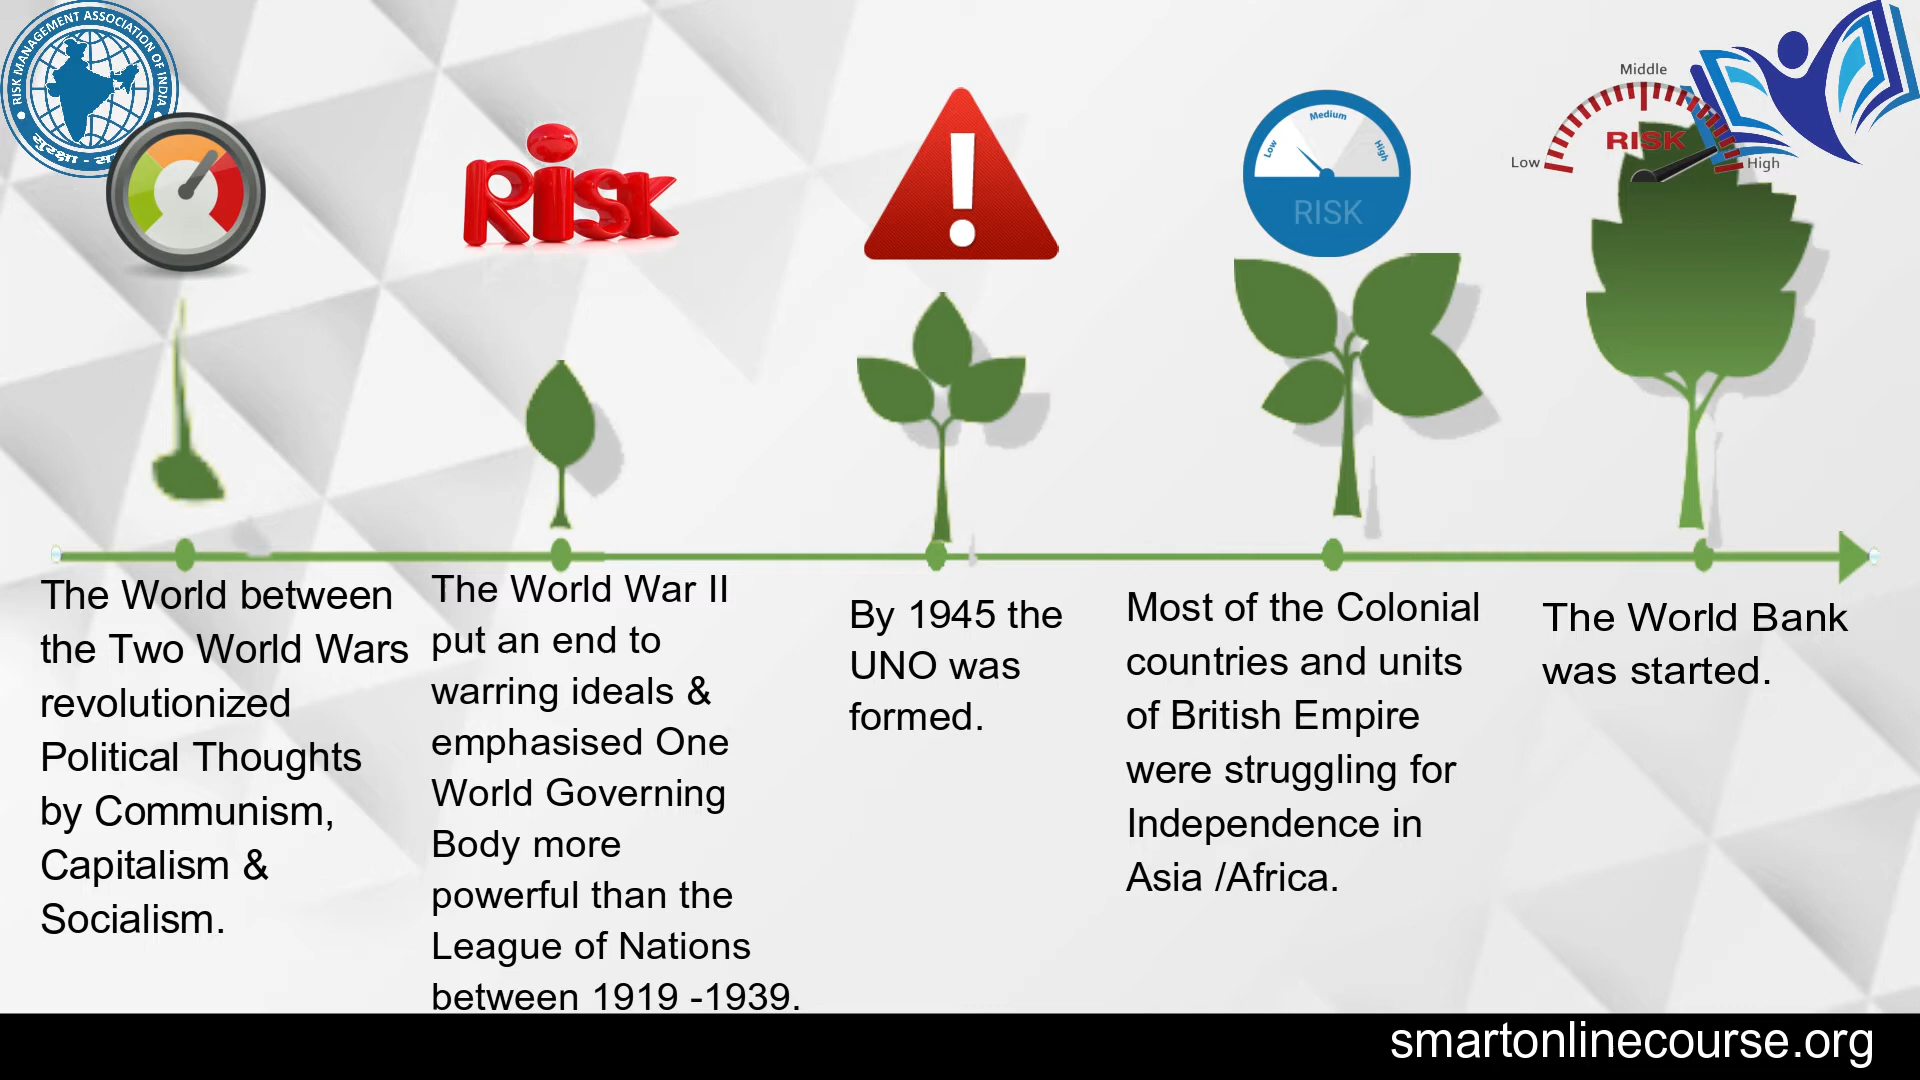 RISK MANAGEMENT ASSOCIATION OF INDIA
RiSK
Low
Medium
High
RISK
Low
Middle
High
RISK
The World between
the Two World Wars
revolutionized
Political Thoughts
by Communism,
Capitalism &
Socialism.
The World War II
put an end to
warring ideals &
emphasised One
World Governing
Body more
powerful than the
League of Nations
between 1919 -1939.
By 1945 the
UNO was
formed.
Most of the Colonial
countries and units
of British Empire
were struggling for
Independence in
Asia /Africa.
The World Bank
was started.
smartonlinecourse.org